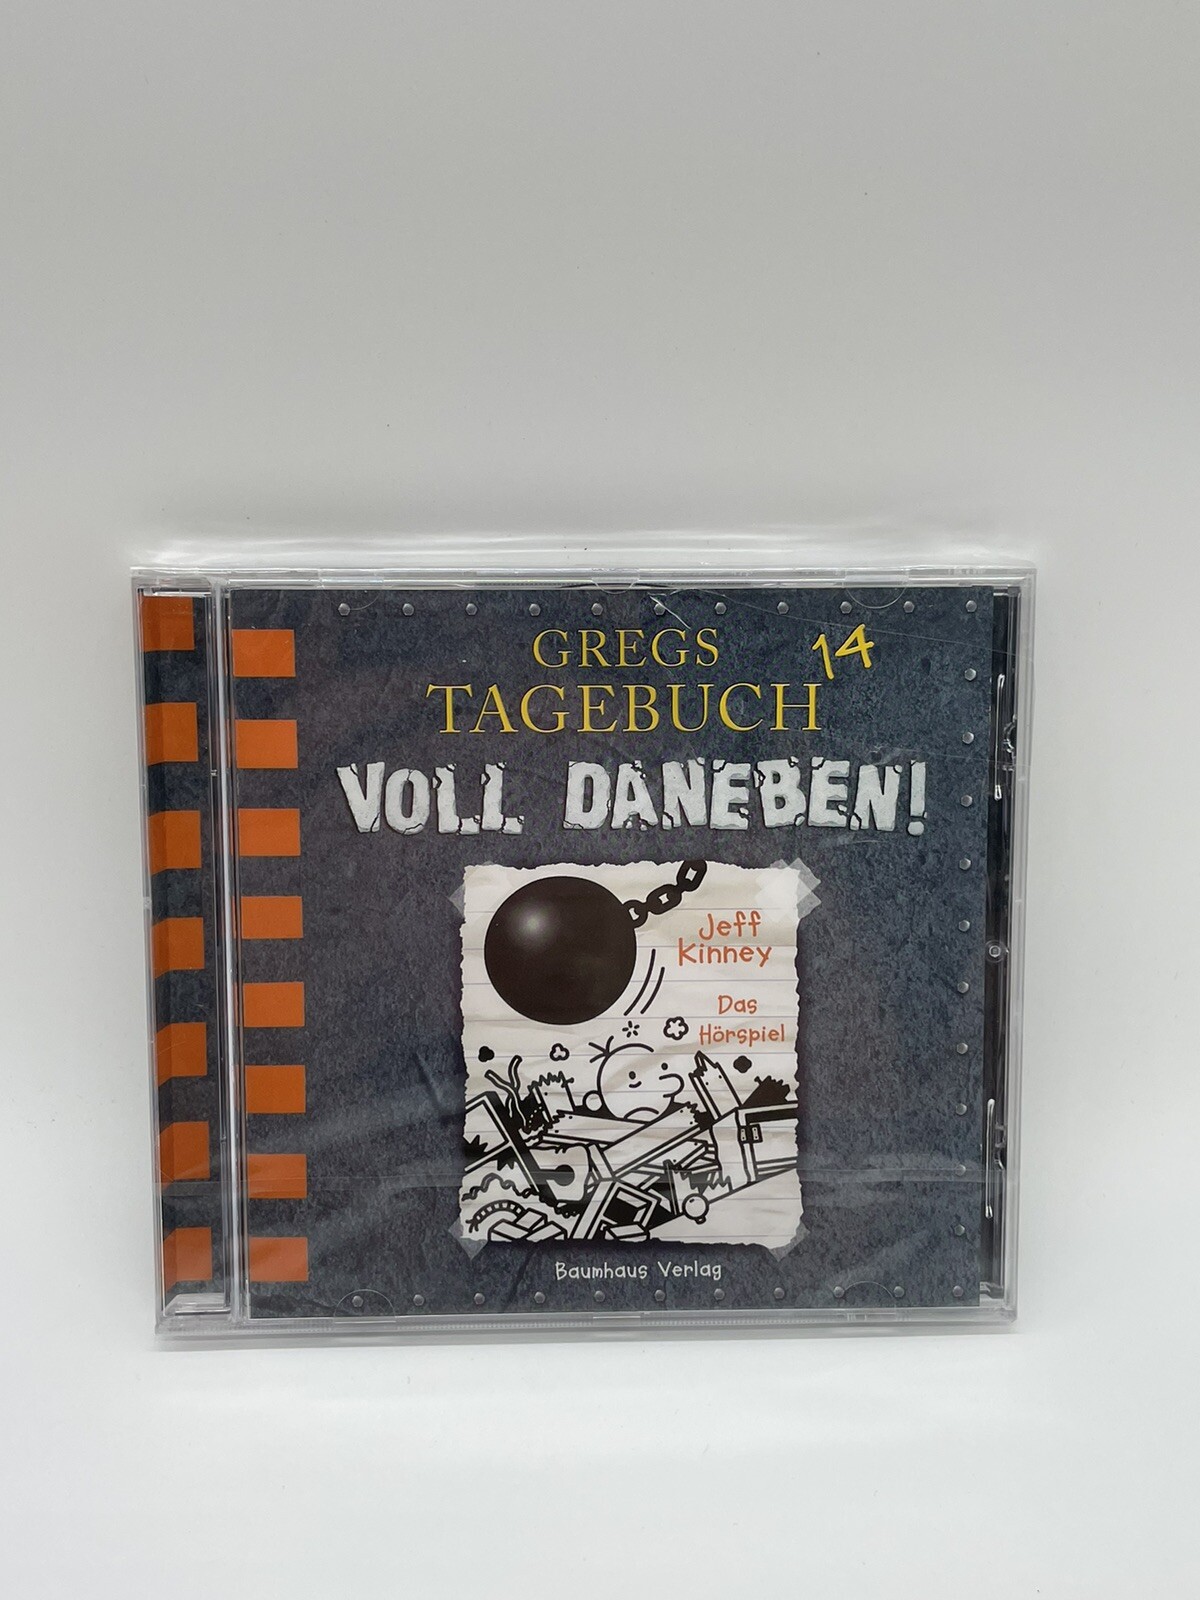 GREGS
TAGEBUCH 14
VOLL DANEBEN!
Jeff
Kinney
Das
Hörspiel
Baumhaus Verlag